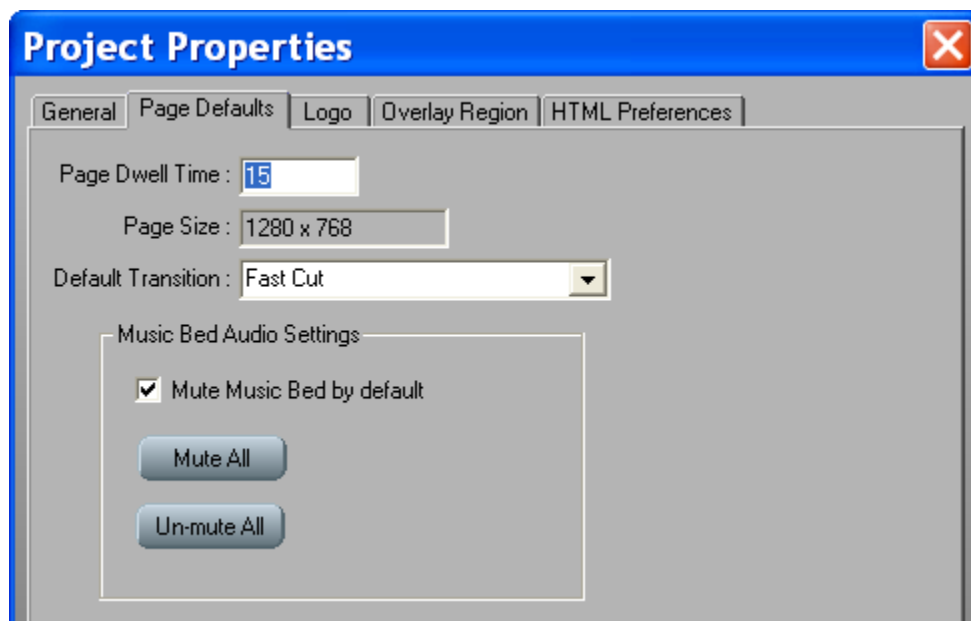 Project Properties
General Page Defaults Logo Overlay Region HTML Preferences
Page Dwell Time : 15
Page Size : 1280 x 768
Default Transition : Fast Cut
Music Bed Audio Settings
Mute Music Bed by default
Mute All
Un-mute All